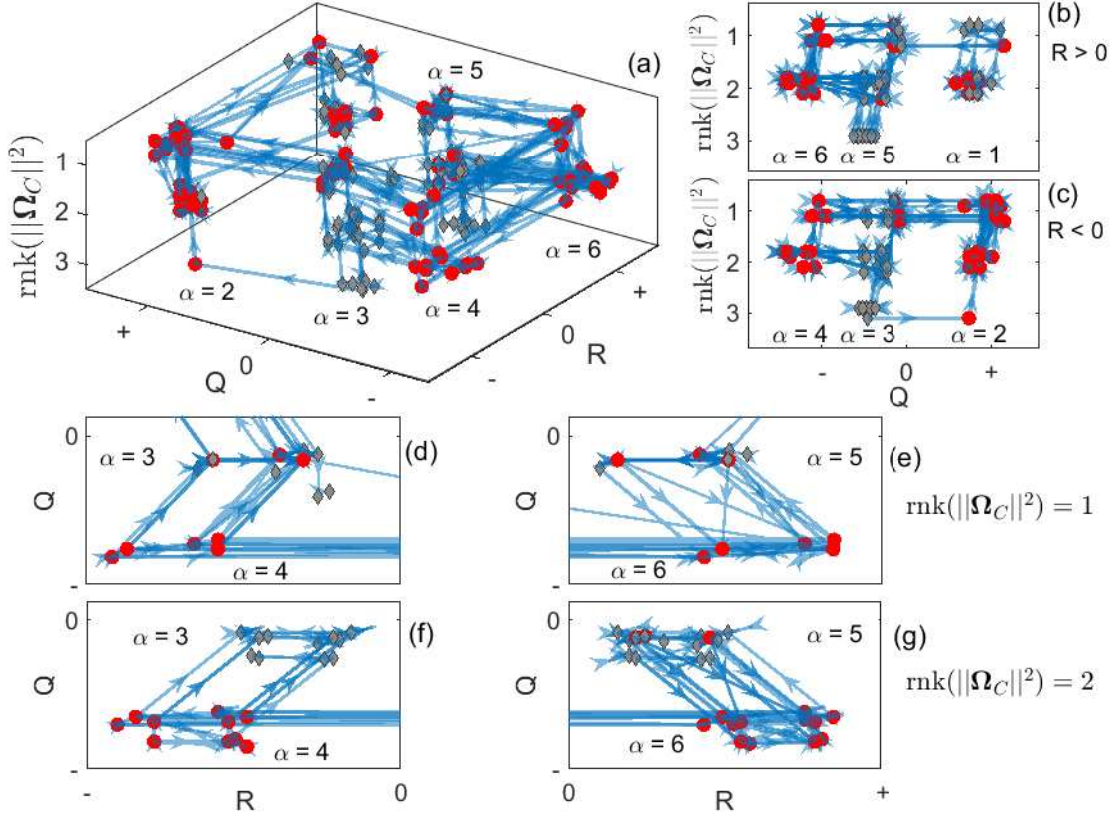 (a)
α = 5
rnk(||Ω_C||²)
1
2
3
α = 2
α = 3
α = 4
α = 6
+
0
-
Q
-
0
+
R
(b)
R > 0
rnk(||Ω_C||²)
1
2
3
α = 6 α = 5 α = 1
(c)
R < 0
rnk(||Ω_C||²)
1
2
3
α = 4 α = 3 α = 2
- 0 +
Q
0
Q
-
α = 3
α = 4
(d)
0
Q
-
α = 5
α = 6
(e)
rnk(||Ω_C||²) = 1
0
Q
-
α = 3
α = 4
(f)
- R 0
0
Q
-
α = 5
α = 6
(g)
rnk(||Ω_C||²) = 2
0 R +